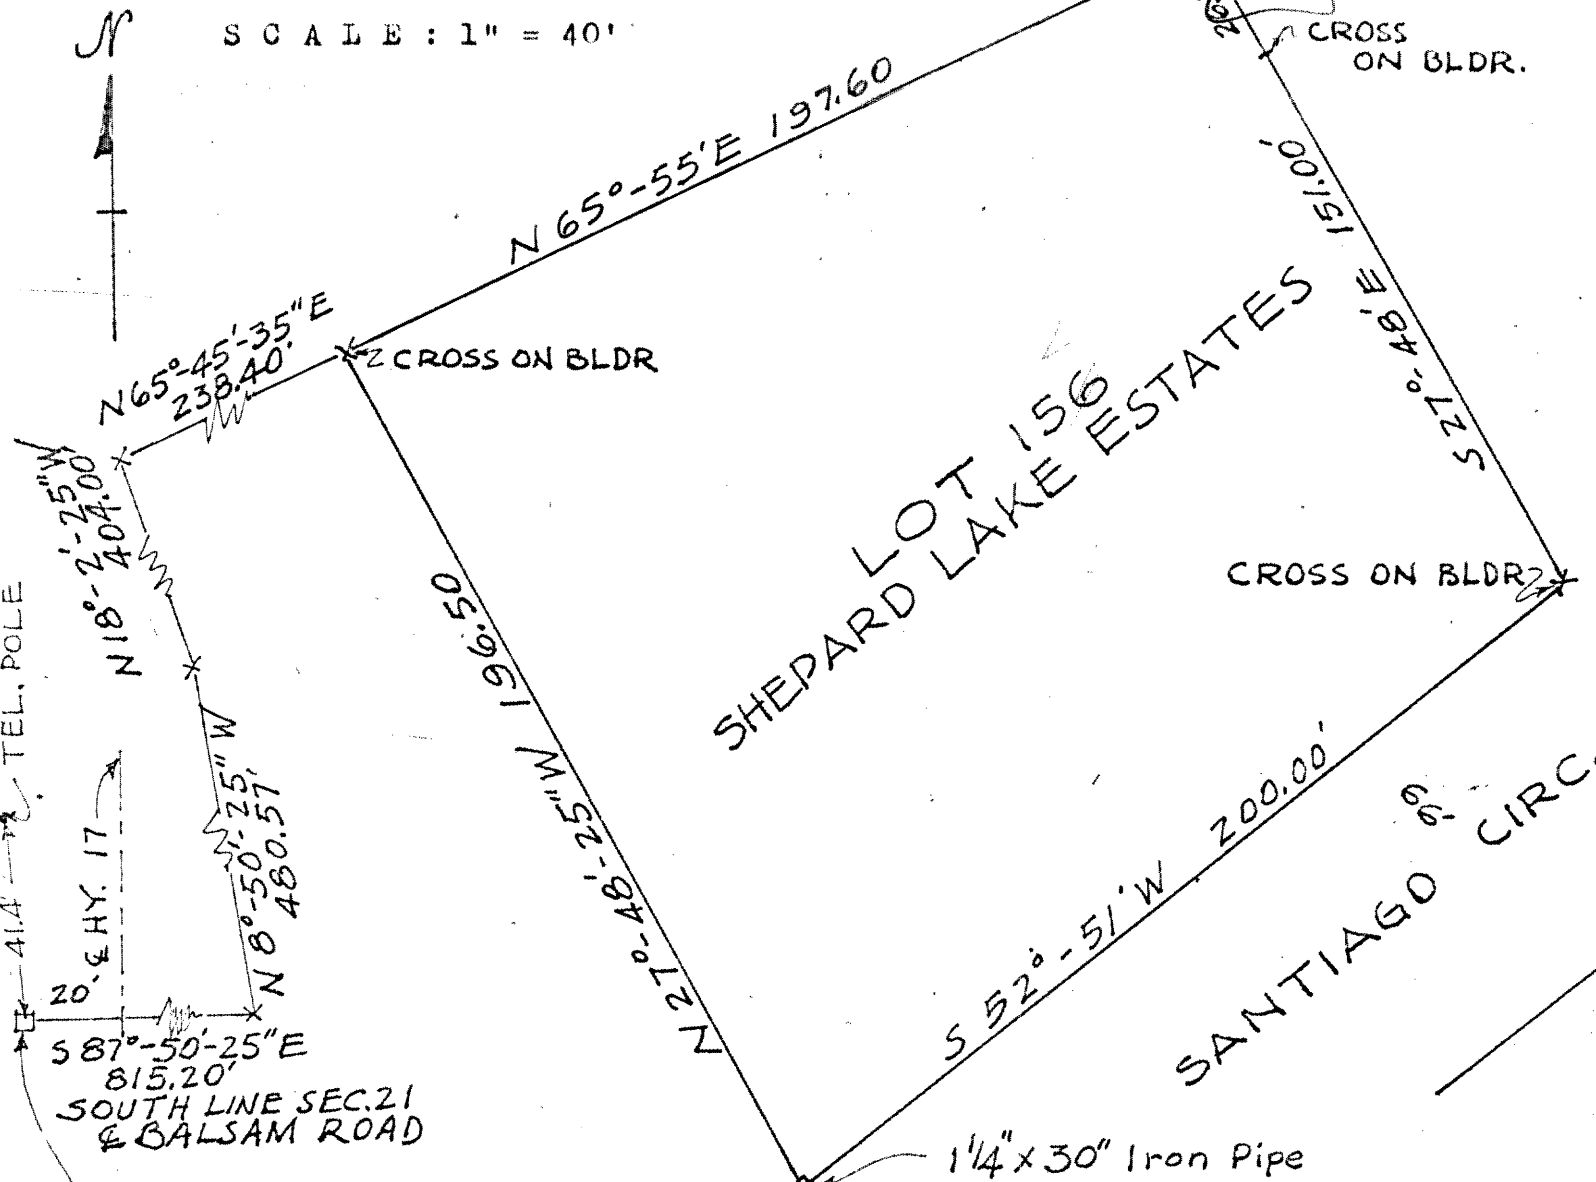 N
SCALE: 1" = 40'
CROSS
ON BLDR.
N 65°-55'E 197.60
S 27°-48'E 151.00'
N65°-45'-35"E
238.40'
CROSS ON BLDR
N18°-2'-25"W
404.00'
LOT 156
SHEPARD LAKE ESTATES
CROSS ON BLDR
N 27°-48'-25"W 196.50
S 52°-51'W 200.00'
66'
SANTIAGO CIRC
TEL. POLE
41.4'
℄ HY. 17
20'
N 8°-50'-25" W
480.57'
S 87°-50'-25"E
815.20'
SOUTH LINE SEC.21
℄ BALSAM ROAD
1¼" x 30" Iron Pipe